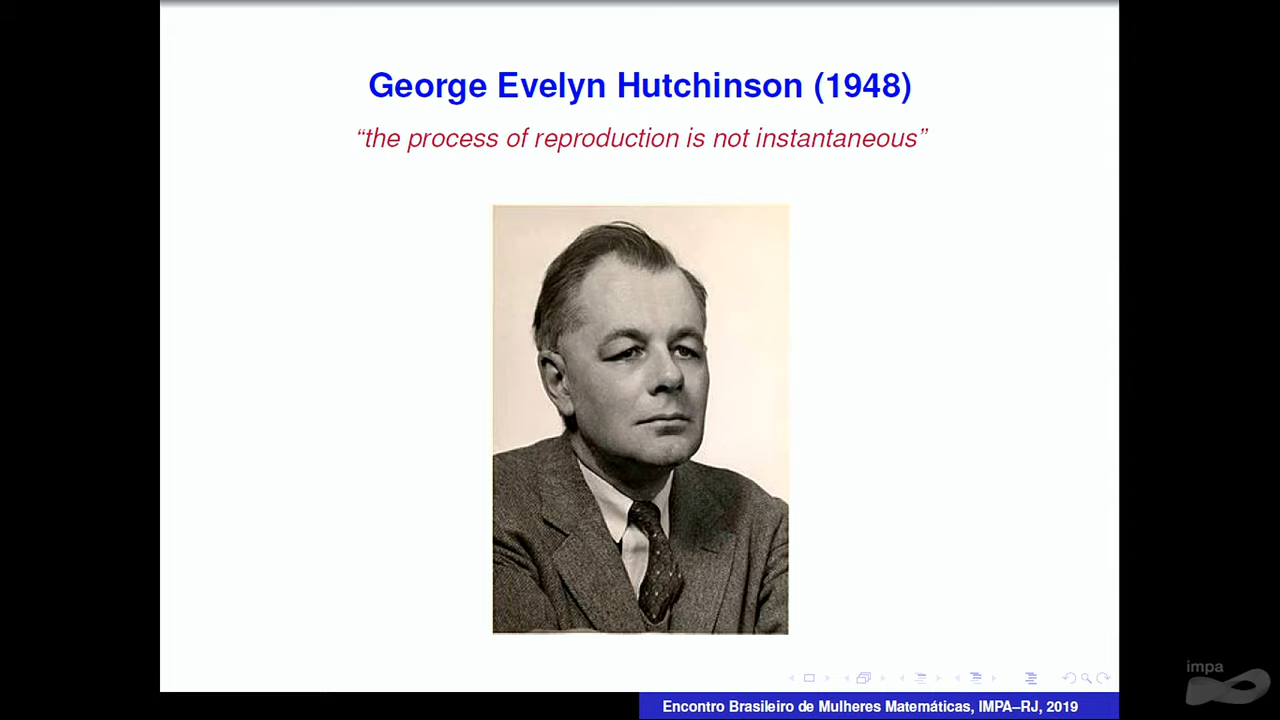 George Evelyn Hutchinson (1948)
“the process of reproduction is not instantaneous”
impa
Encontro Brasileiro de Mulheres Matemáticas, IMPA–RJ, 2019